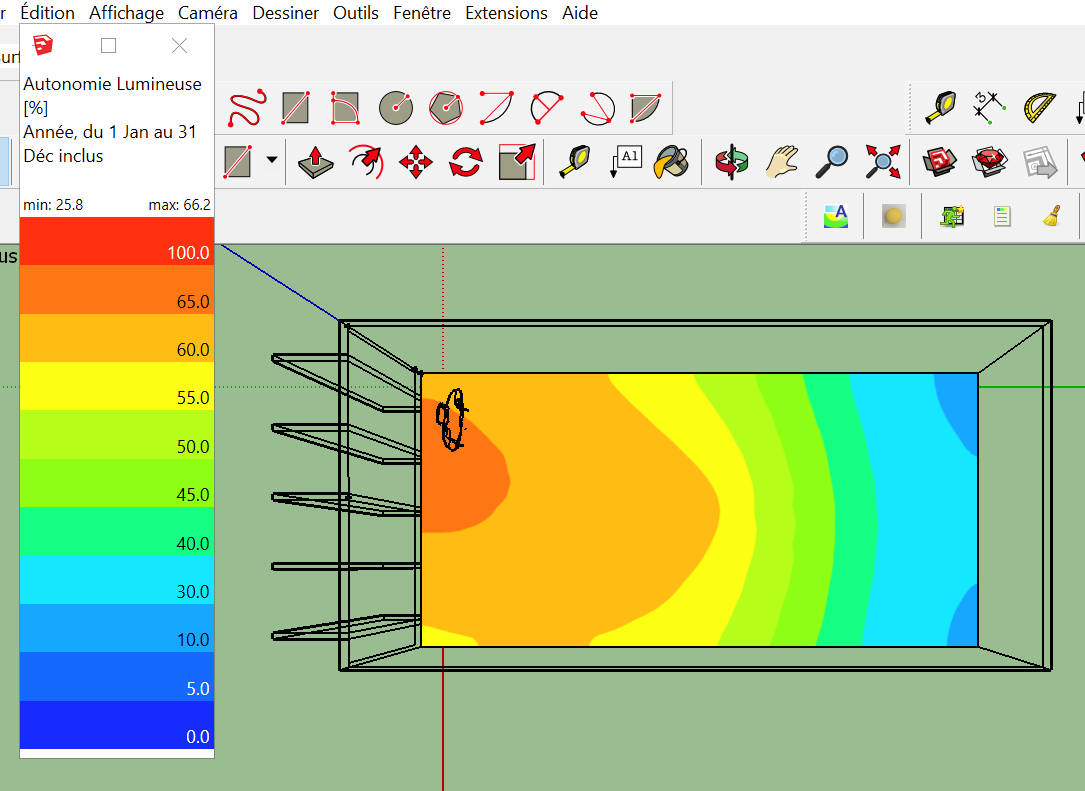 r Édition Affichage Caméra Dessiner Outils Fenêtre Extensions Aide
urf
Autonomie Lumineuse
[%]
Année, du 1 Jan au 31
Déc inclus
A1
3
A
min: 25.8 max: 66.2
us
100.0
65.0
60.0
55.0
50.0
45.0
40.0
30.0
10.0
5.0
0.0